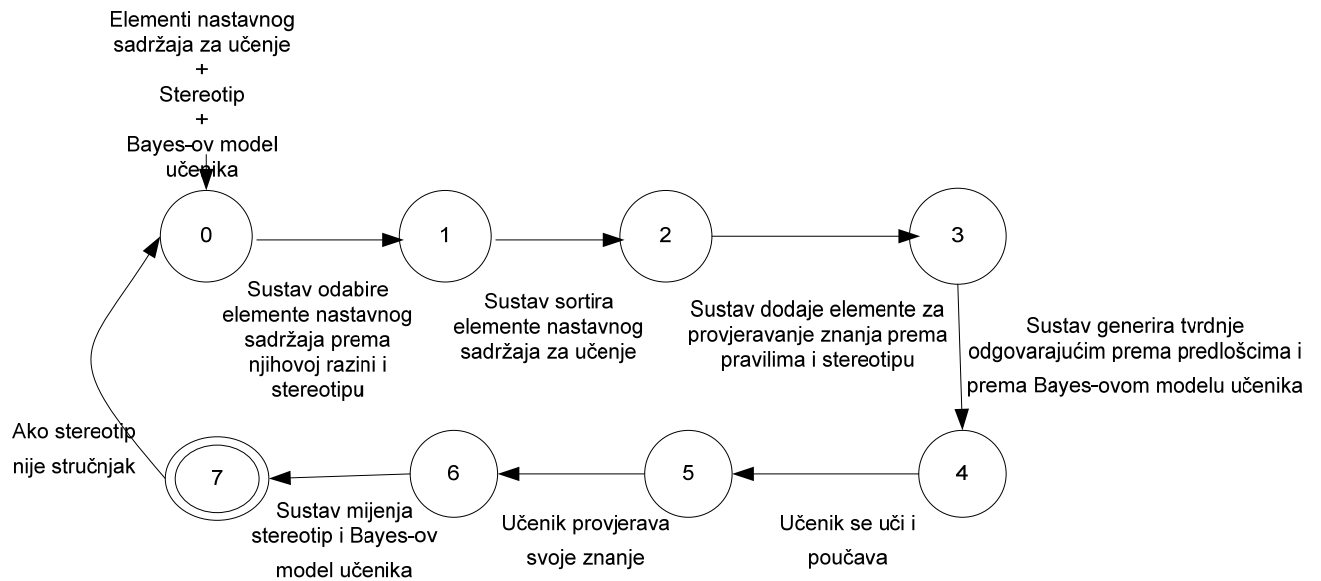 Elementi nastavnog
sadržaja za učenje
+
Stereotip
+
Bayes-ov model
učenika
0
1
2
3
Sustav odabire
elemente nastavnog
sadržaja prema
njihovoj razini i
stereotipu
Sustav sortira
elemente nastavnog
sadržaja za učenje
Sustav dodaje elemente za
provjeravanje znanja prema
pravilima i stereotipu
Sustav generira tvrdnje
odgovarajućim prema predlošcima i
prema Bayes-ovom modelu učenika
Ako stereotip
nije stručnjak
7
6
5
4
Sustav mijenja
stereotip i Bayes-ov
model učenika
Učenik provjerava
svoje znanje
Učenik se uči i
poučava